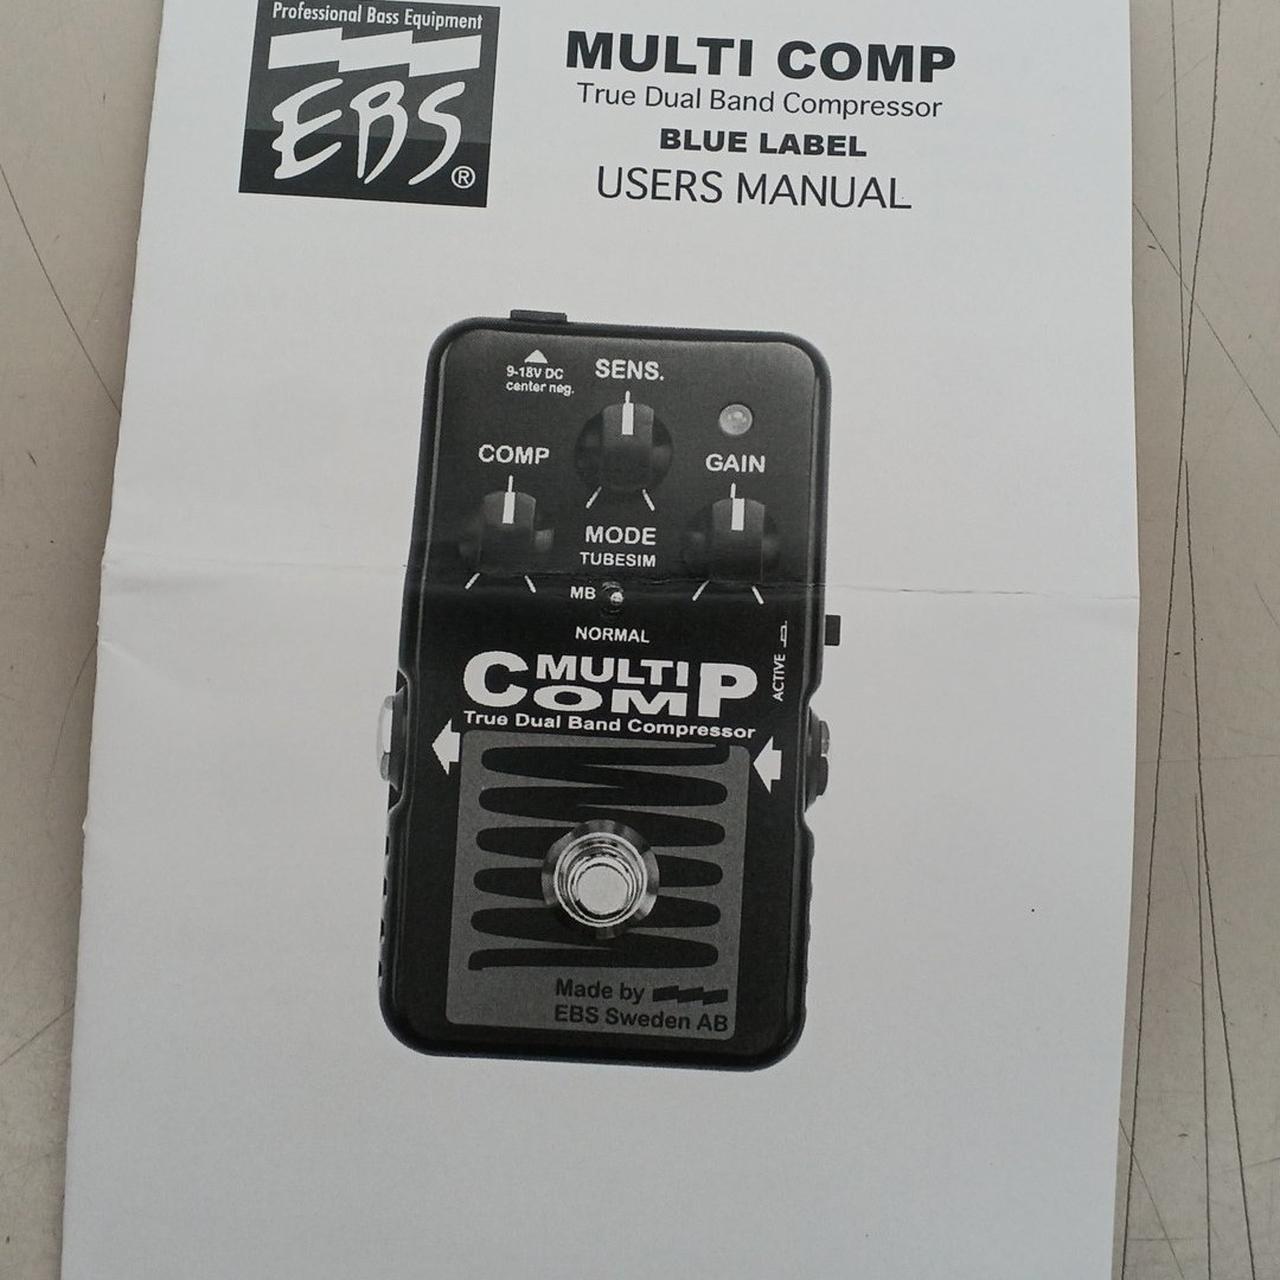 Professional Bass Equipment
EBS®
MULTI COMP
True Dual Band Compressor
BLUE LABEL
USERS MANUAL
9-18V DC
center neg.
SENS.
COMP
GAIN
MODE
TUBESIM
MB
NORMAL
ACTIVE
MULTI
COMP
True Dual Band Compressor
Made by
EBS Sweden AB